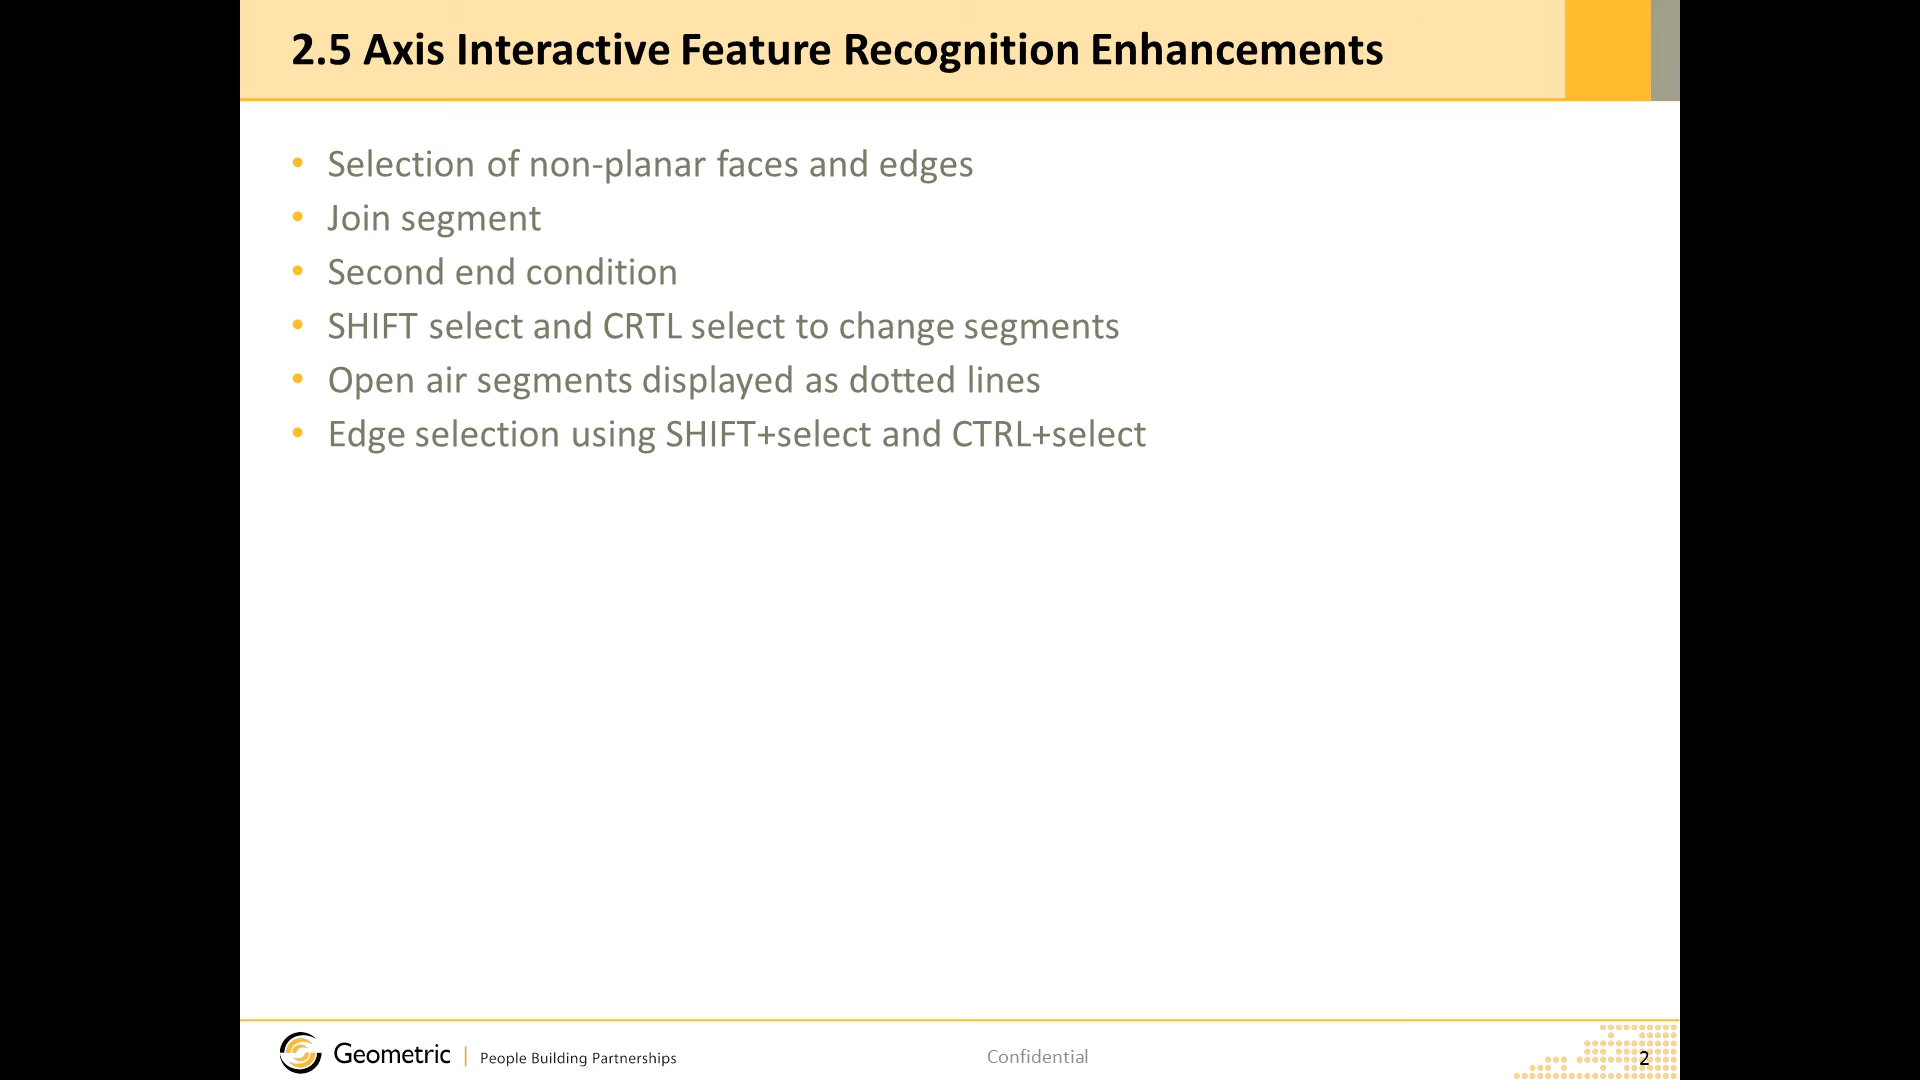 2.5 Axis Interactive Feature Recognition Enhancements
• Selection of non-planar faces and edges
• Join segment
• Second end condition
• SHIFT select and CRTL select to change segments
• Open air segments displayed as dotted lines
• Edge selection using SHIFT+select and CTRL+select
Geometric | People Building Partnerships
Confidential
2